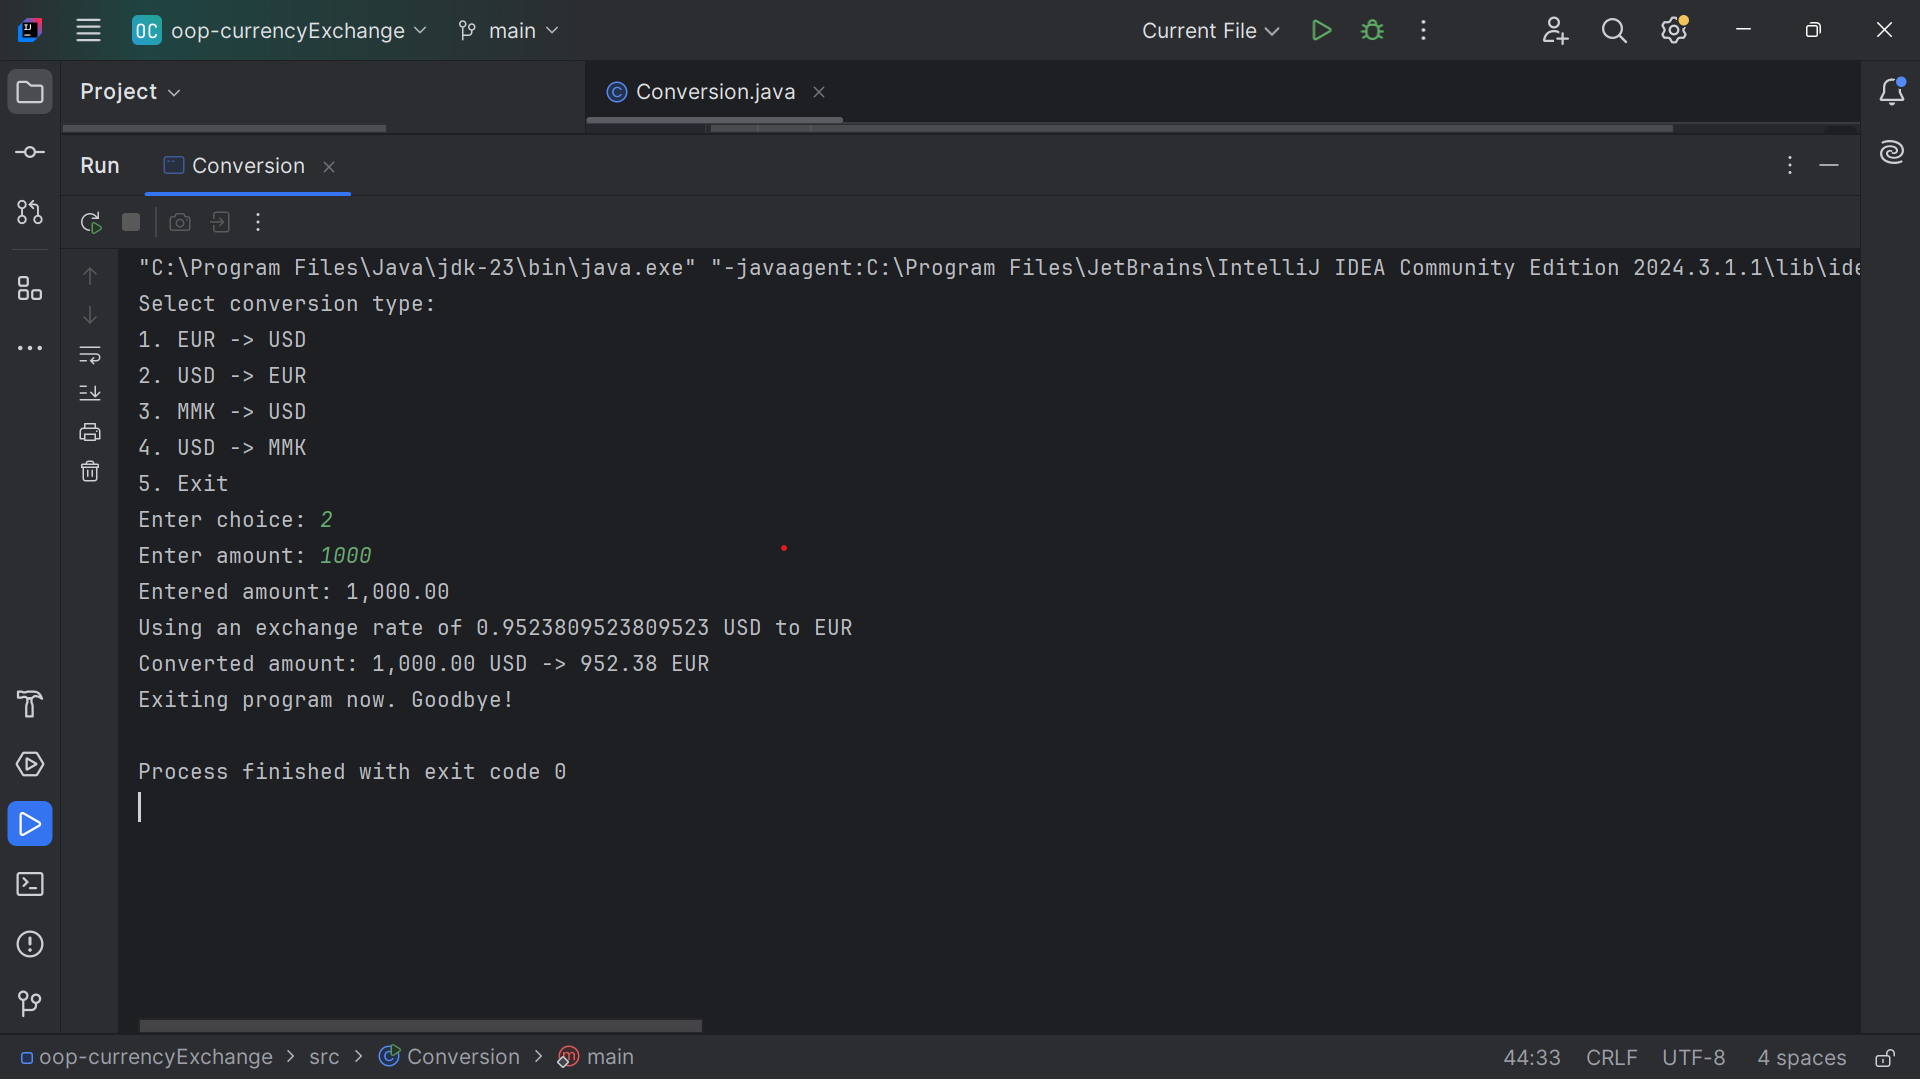 OC oop-currencyExchange main Current File
Project Conversion.java
Run Conversion
"C:\Program Files\Java\jdk-23\bin\java.exe" "-javaagent:C:\Program Files\JetBrains\IntelliJ IDEA Community Edition 2024.3.1.1\lib\ide
Select conversion type:
1. EUR -> USD
2. USD -> EUR
3. MMK -> USD
4. USD -> MMK
5. Exit
Enter choice: 2
Enter amount: 1000
Entered amount: 1,000.00
Using an exchange rate of 0.9523809523809523 USD to EUR
Converted amount: 1,000.00 USD -> 952.38 EUR
Exiting program now. Goodbye!
Process finished with exit code 0
oop-currencyExchange > src > Conversion > main 44:33 CRLF UTF-8 4 spaces